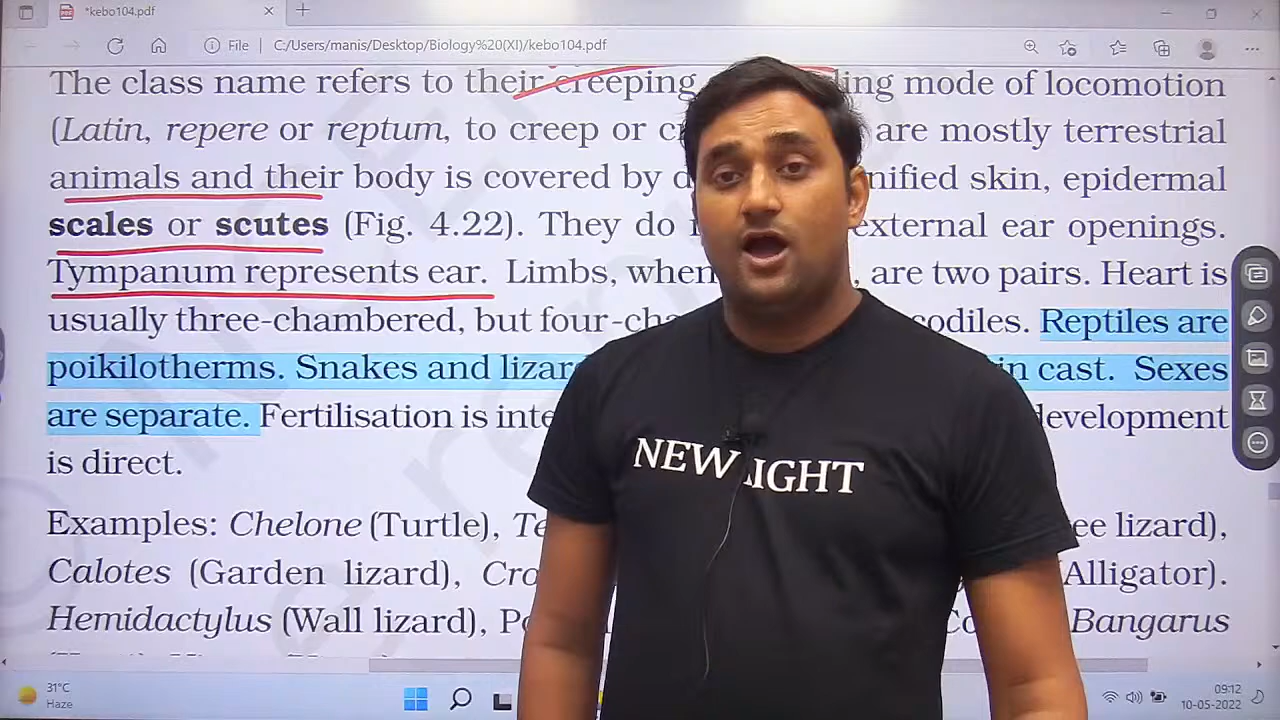 *kebo104.pdf
File | C:/Users/manis/Desktop/Biology%20(XI)/kebo104.pdf
The class name refers to their creeping ling mode of locomotion
(Latin, repere or reptum, to creep or are mostly terrestrial
animals and their body is covered by nified skin, epidermal
scales or scutes (Fig. 4.22). They do external ear openings.
Tympanum represents ear. Limbs, when , are two pairs. Heart is
usually three-chambered, but four-cha codiles. Reptiles are
poikilotherms. Snakes and lizar in cast. Sexes
are separate. Fertilisation is inte development
is direct.
Examples: Chelone (Turtle), ee lizard),
Calotes (Garden lizard), Cro (Alligator).
Hemidactylus (Wall lizard), Po Co Bangarus
NEW IGHT
31°C
Haze
09:12
10-05-2022